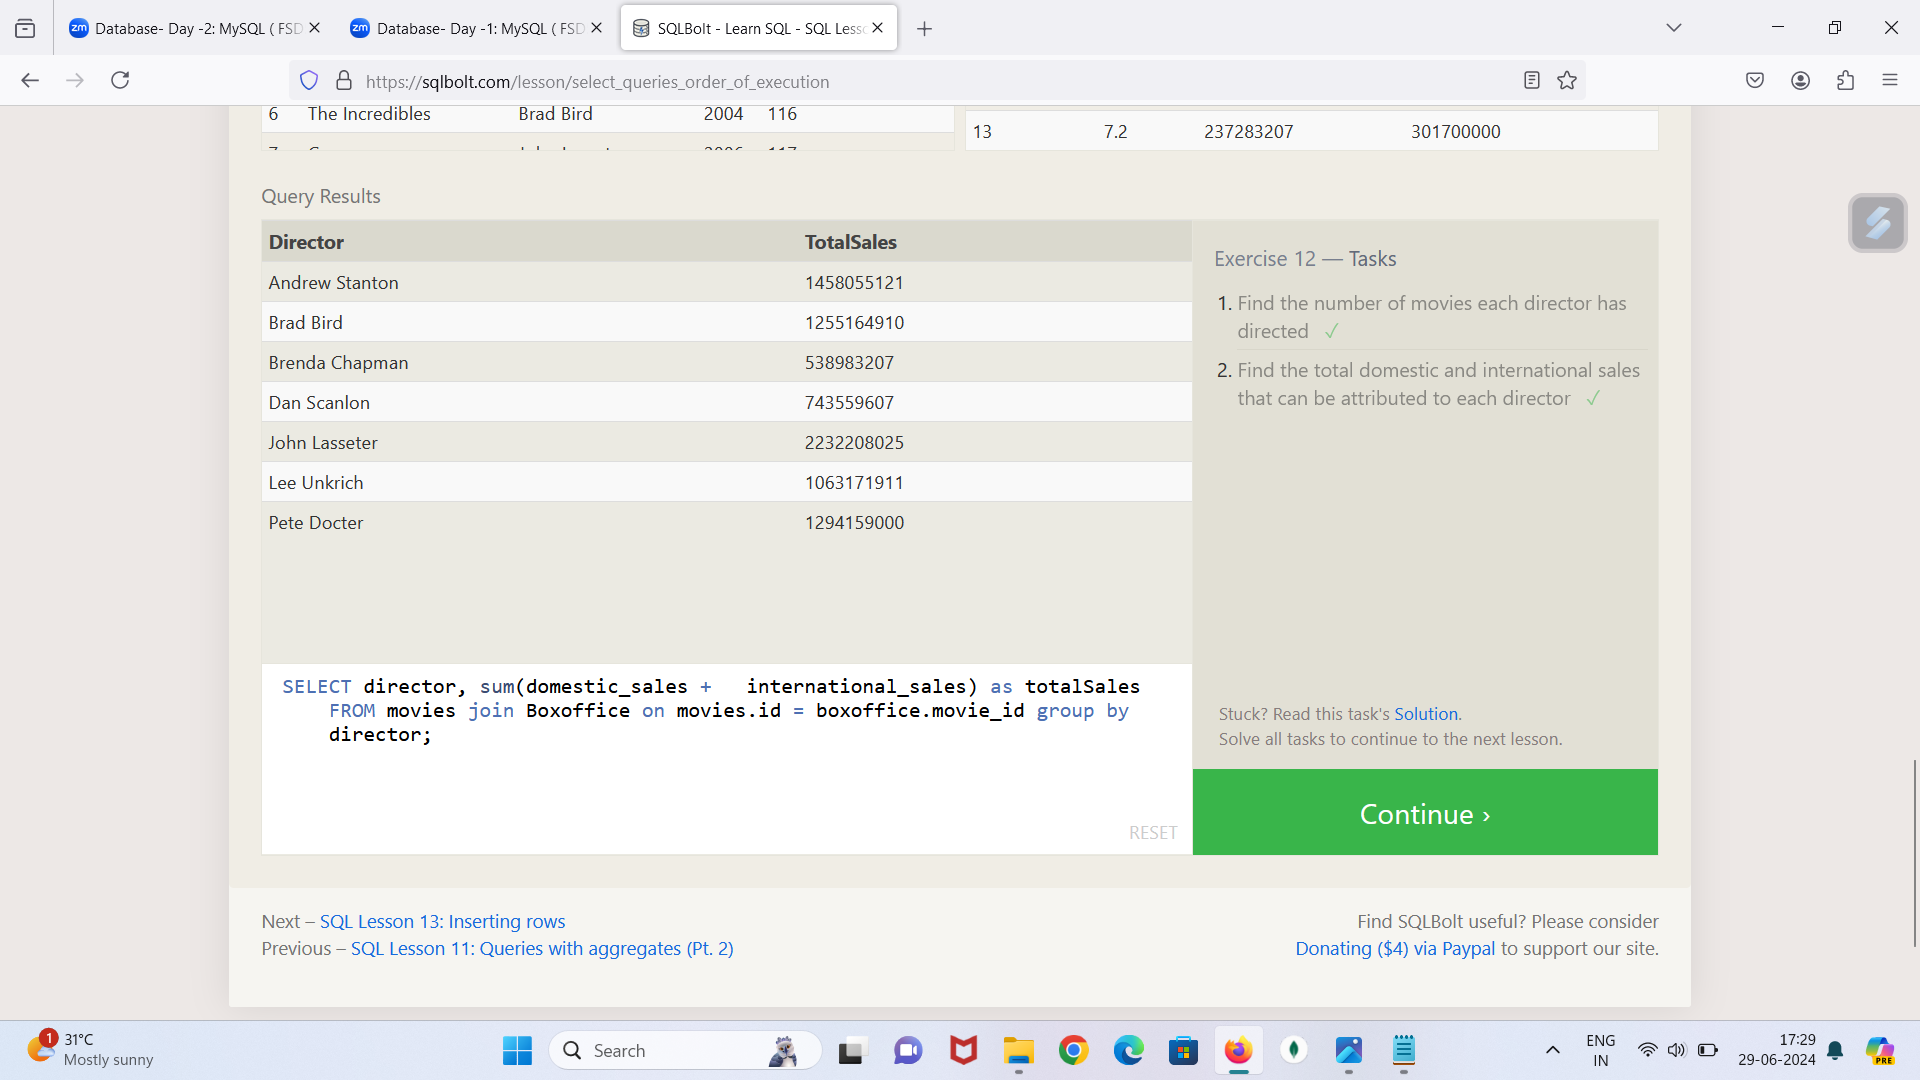 Database- Day -2: MySQL ( FSD
Database- Day -1: MySQL ( FSD
SQLBolt - Learn SQL - SQL Less
https://sqlbolt.com/lesson/select_queries_order_of_execution
6 The Incredibles Brad Bird 2004 116
13 7.2 237283207 301700000
Query Results
Director TotalSales
Andrew Stanton 1458055121
Brad Bird 1255164910
Brenda Chapman 538983207
Dan Scanlon 743559607
John Lasseter 2232208025
Lee Unkrich 1063171911
Pete Docter 1294159000
Exercise 12 — Tasks
1. Find the number of movies each director has
directed ✓
2. Find the total domestic and international sales
that can be attributed to each director ✓
SELECT director, sum(domestic_sales + international_sales) as totalSales
FROM movies join Boxoffice on movies.id = boxoffice.movie_id group by
director;
RESET
Stuck? Read this task's Solution.
Solve all tasks to continue to the next lesson.
Continue ›
Next – SQL Lesson 13: Inserting rows
Previous – SQL Lesson 11: Queries with aggregates (Pt. 2)
Find SQLBolt useful? Please consider
Donating ($4) via Paypal to support our site.
1
31°C
Mostly sunny
Search
ENG
IN
17:29
29-06-2024
PRE